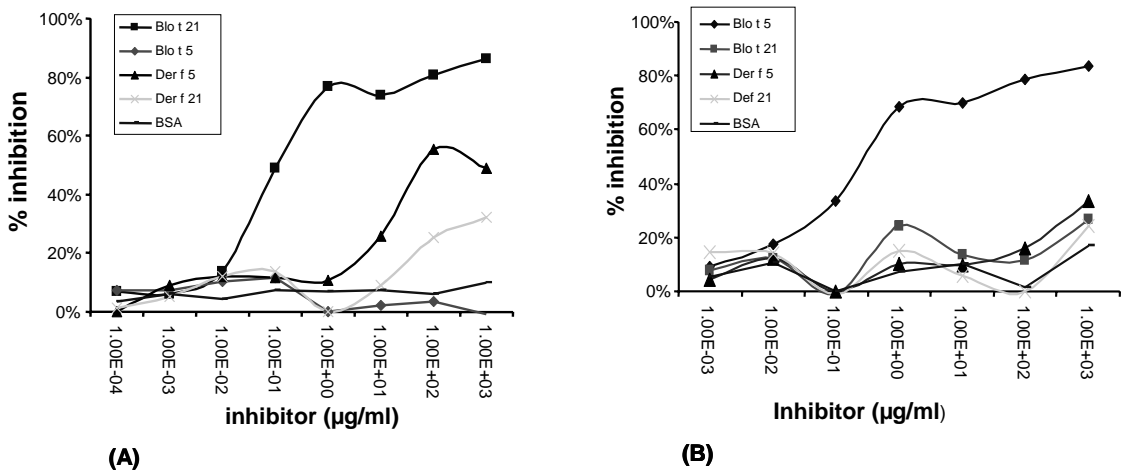 100%
80%
60%
40%
20%
0%
% inhibition
Blo t 21
Blo t 5
Der f 5
Der f 21
BSA
1.00E-04
1.00E-03
1.00E-02
1.00E-01
1.00E+00
1.00E+01
1.00E+02
1.00E+03
inhibitor (µg/ml)
(A)
100%
80%
60%
40%
20%
0%
% inhibition
Blo t 5
Blo t 21
Der f 5
Def 21
BSA
1.00E-03
1.00E-02
1.00E-01
1.00E+00
1.00E+01
1.00E+02
1.00E+03
Inhibitor (µg/ml)
(B)